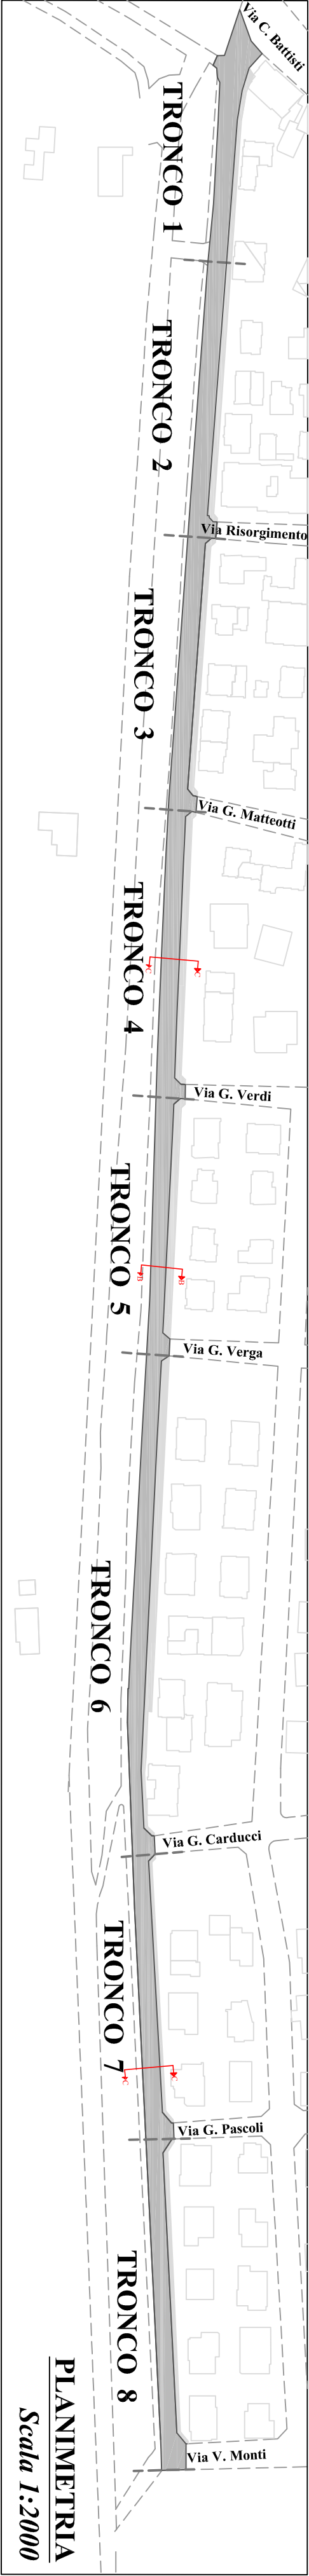 Via C. Battisti
TRONCO 1
TRONCO 2
Via Risorgimento
TRONCO 3
Via G. Matteotti
TRONCO 4
C
C
Via G. Verdi
TRONCO 5
B
B
Via G. Verga
TRONCO 6
Via G. Carducci
TRONCO 7
C
C
Via G. Pascoli
TRONCO 8
Via V. Monti
PLANIMETRIA
Scala 1:2000